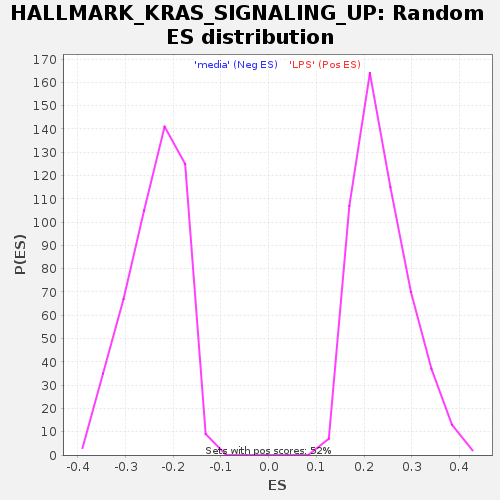 HALLMARK_KRAS_SIGNALING_UP: Random
ES distribution
'media' (Neg ES) 'LPS' (Pos ES)
170
160
150
140
130
120
110
100
90
80
70
60
50
40
30
20
10
0
P(ES)
Sets with pos scores: 52%
-0.4 -0.3 -0.2 -0.1 0.0 0.1 0.2 0.3 0.4
ES